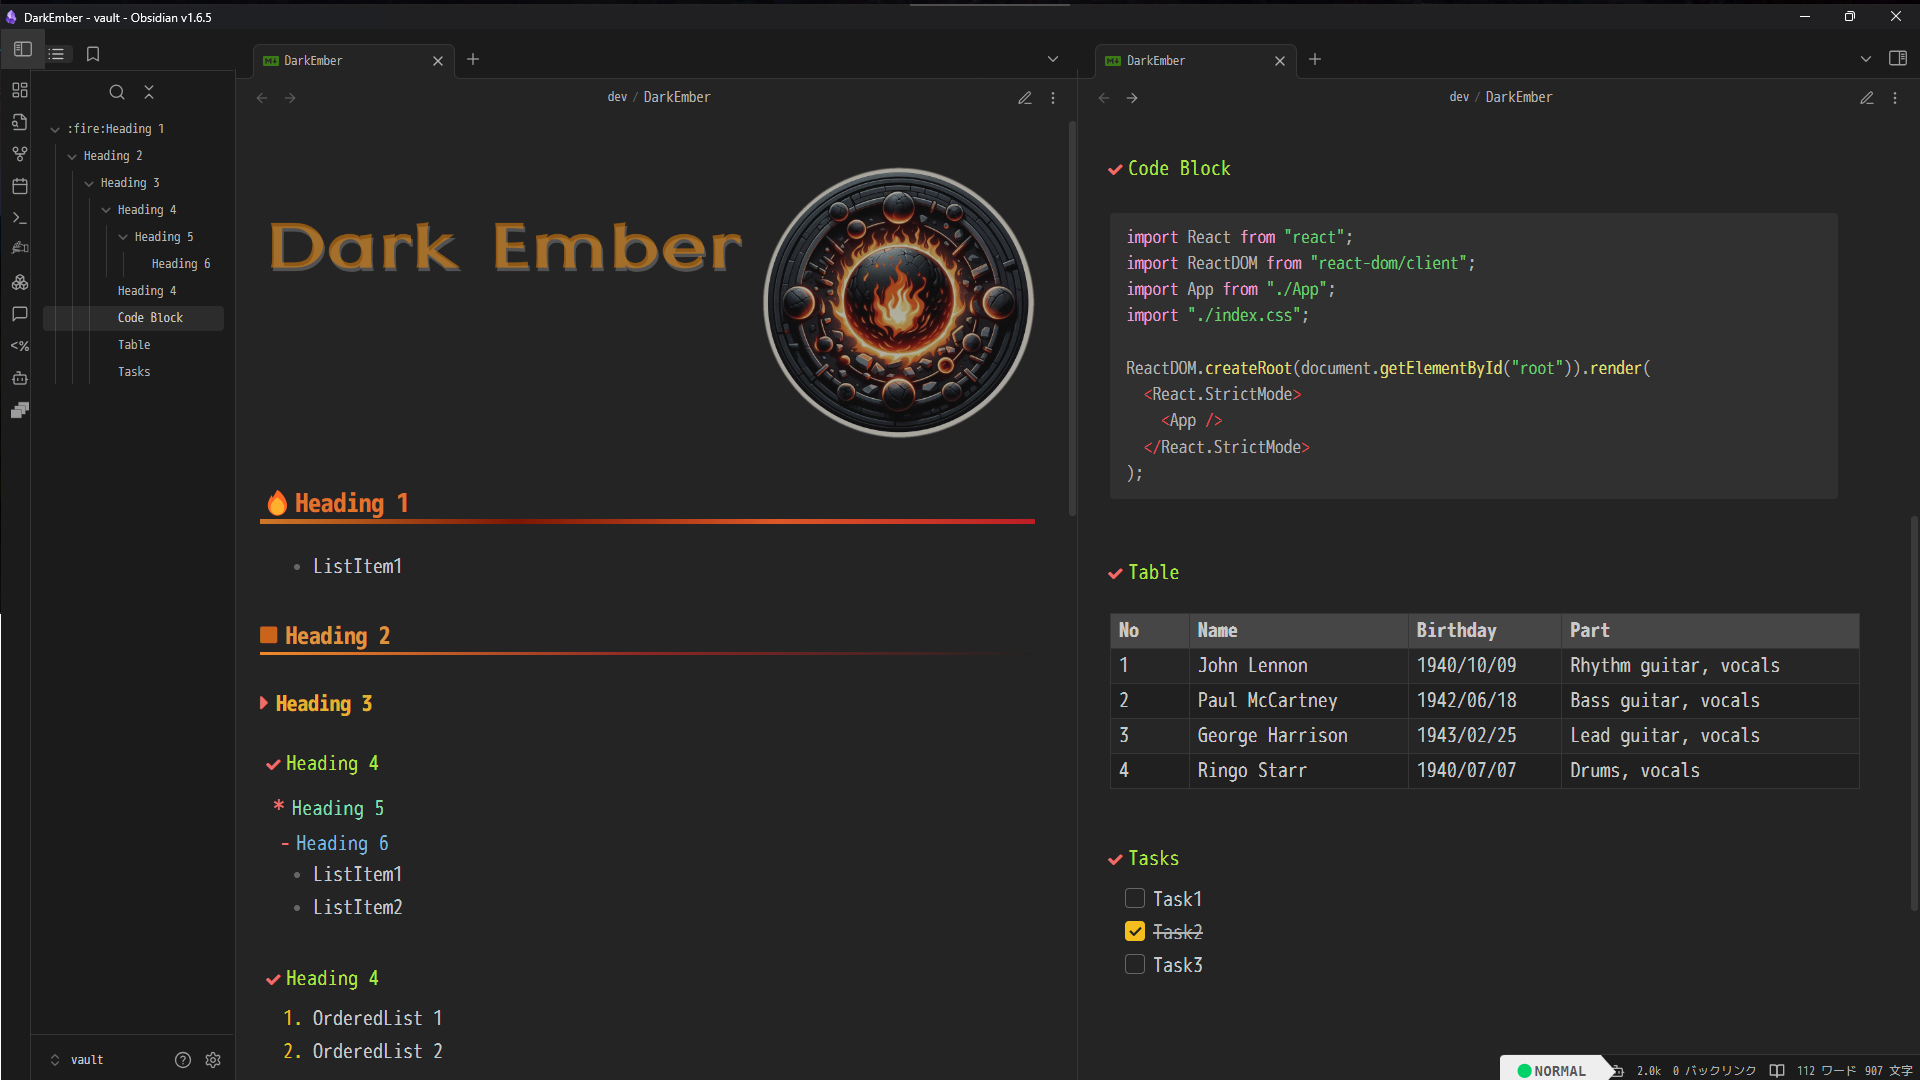 DarkEmber - vault - Obsidian v1.6.5
:fire:Heading 1
Heading 2
Heading 3
Heading 4
Heading 5
Heading 6
Heading 4
Code Block
Table
Tasks
vault
<%
DarkEmber
dev / DarkEmber
Dark Ember
Heading 1
ListItem1
Heading 2
Heading 3
Heading 4
* Heading 5
- Heading 6
ListItem1
ListItem2
Heading 4
1. OrderedList 1
2. OrderedList 2
DarkEmber
dev / DarkEmber
Code Block
import React from "react";
import ReactDOM from "react-dom/client";
import App from "./App";
import "./index.css";
ReactDOM.createRoot(document.getElementById("root")).render(
<React.StrictMode>
<App />
</React.StrictMode>
);
Table
No Name Birthday Part
1 John Lennon 1940/10/09 Rhythm guitar, vocals
2 Paul McCartney 1942/06/18 Bass guitar, vocals
3 George Harrison 1943/02/25 Lead guitar, vocals
4 Ringo Starr 1940/07/07 Drums, vocals
Tasks
Task1
Task2
Task3
NORMAL 2.0k 0 バックリンク 112 ワード 907 文字